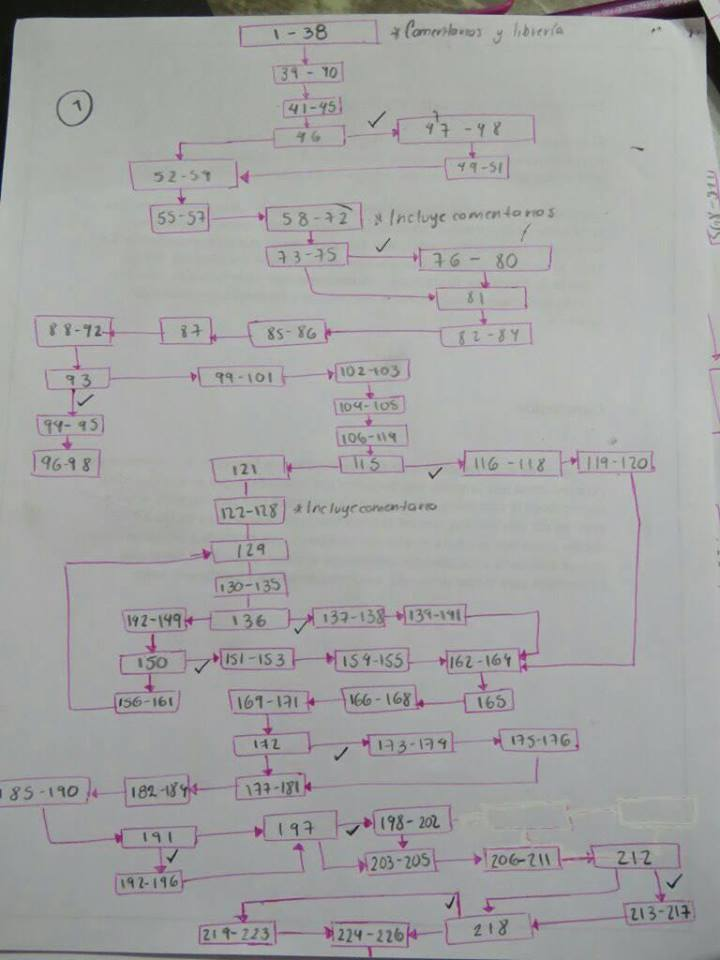 1-38 * Comentarios y librería
39-40
1
41-45
46 47-48
52-54 49-51
55-57 58-72 * Incluye comentarios
73-75 76-80
81
88-92 87 85-86 82-84
93 99-101 102-103
94-95 104-105
96-98 106-114
121 115 116-118 119-120
122-128 * Incluye comentario
129
130-135
142-149 136 137-138 139-141
150 151-153 154-155 162-164
156-161 169-171 166-168 165
172 173-174 175-176
185-190 182-184 177-181
191 197 198-202
192-196 203-205 206-211 212
219-223 224-226 218 213-217